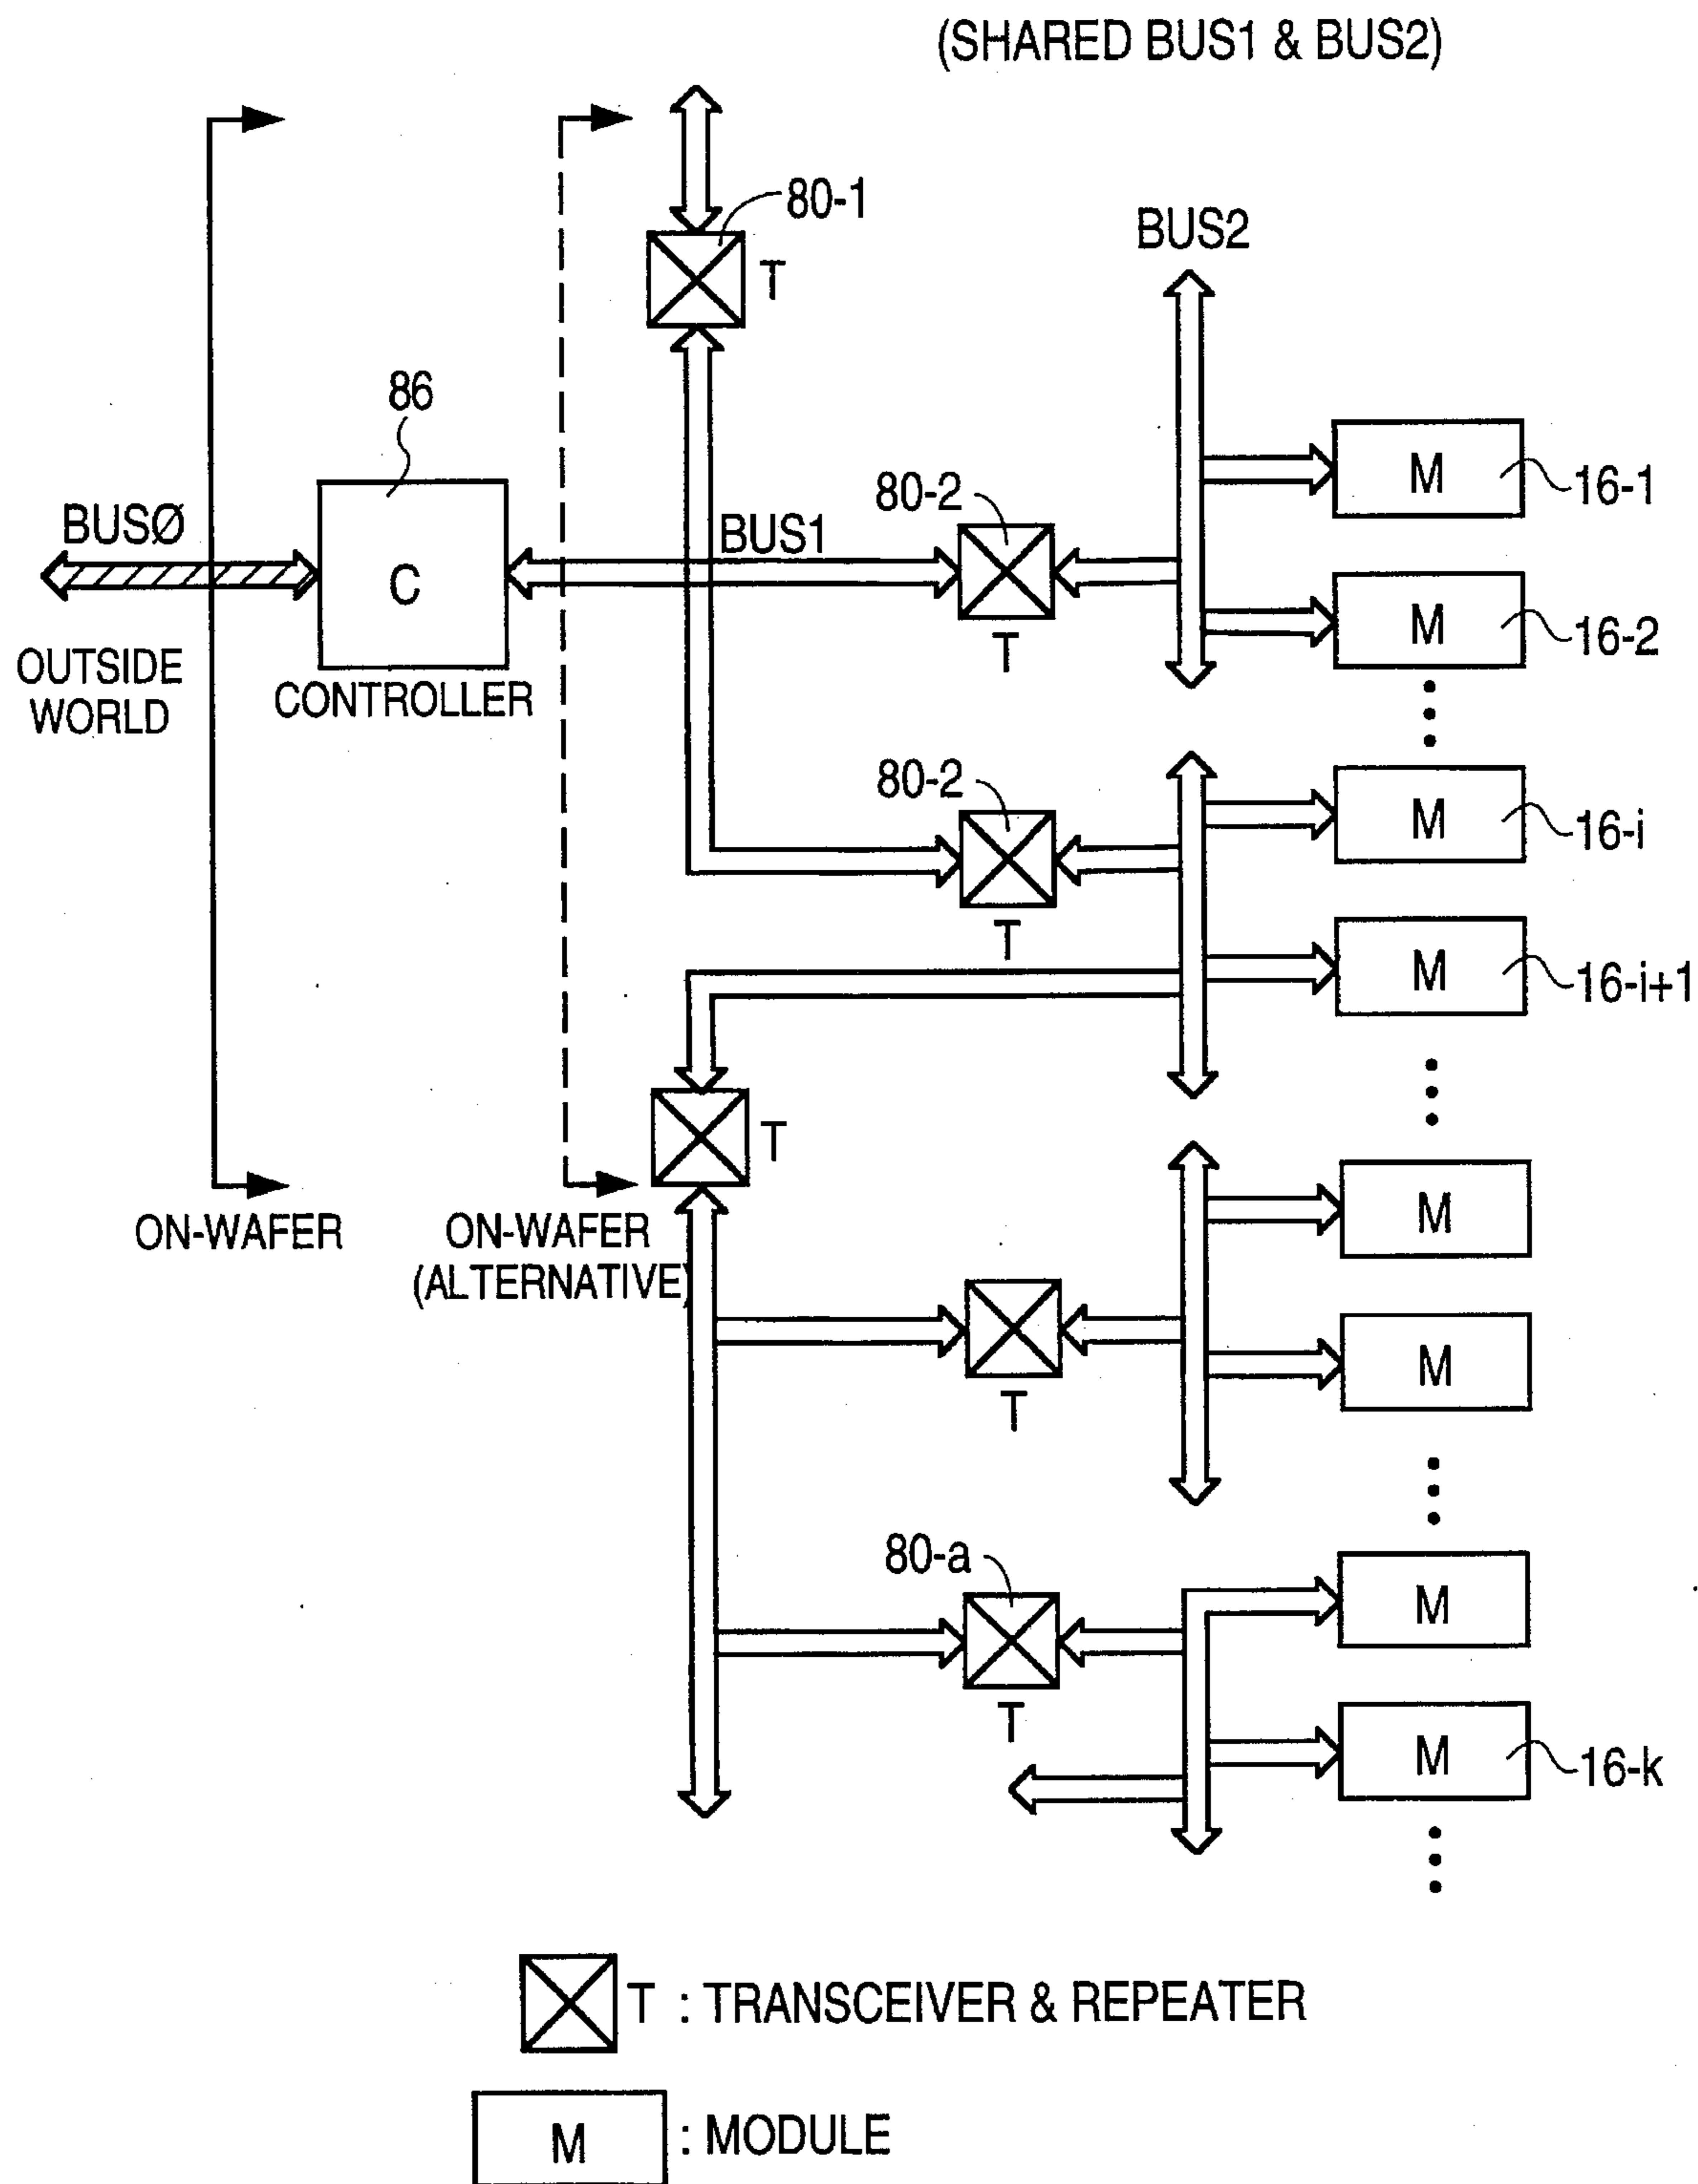 (SHARED BUS1 & BUS2)
80-1
T
BUS2
86
M
16-1
80-2
BUSØ
C
BUS1
T
M
16-2
OUTSIDE
WORLD
CONTROLLER
80-2
M
16-i
T
M
16-i+1
T
ON-WAFER
ON-WAFER
(ALTERNATIVE)
M
M
T
80-a
M
T
M
16-k
T : TRANSCEIVER & REPEATER
M : MODULE